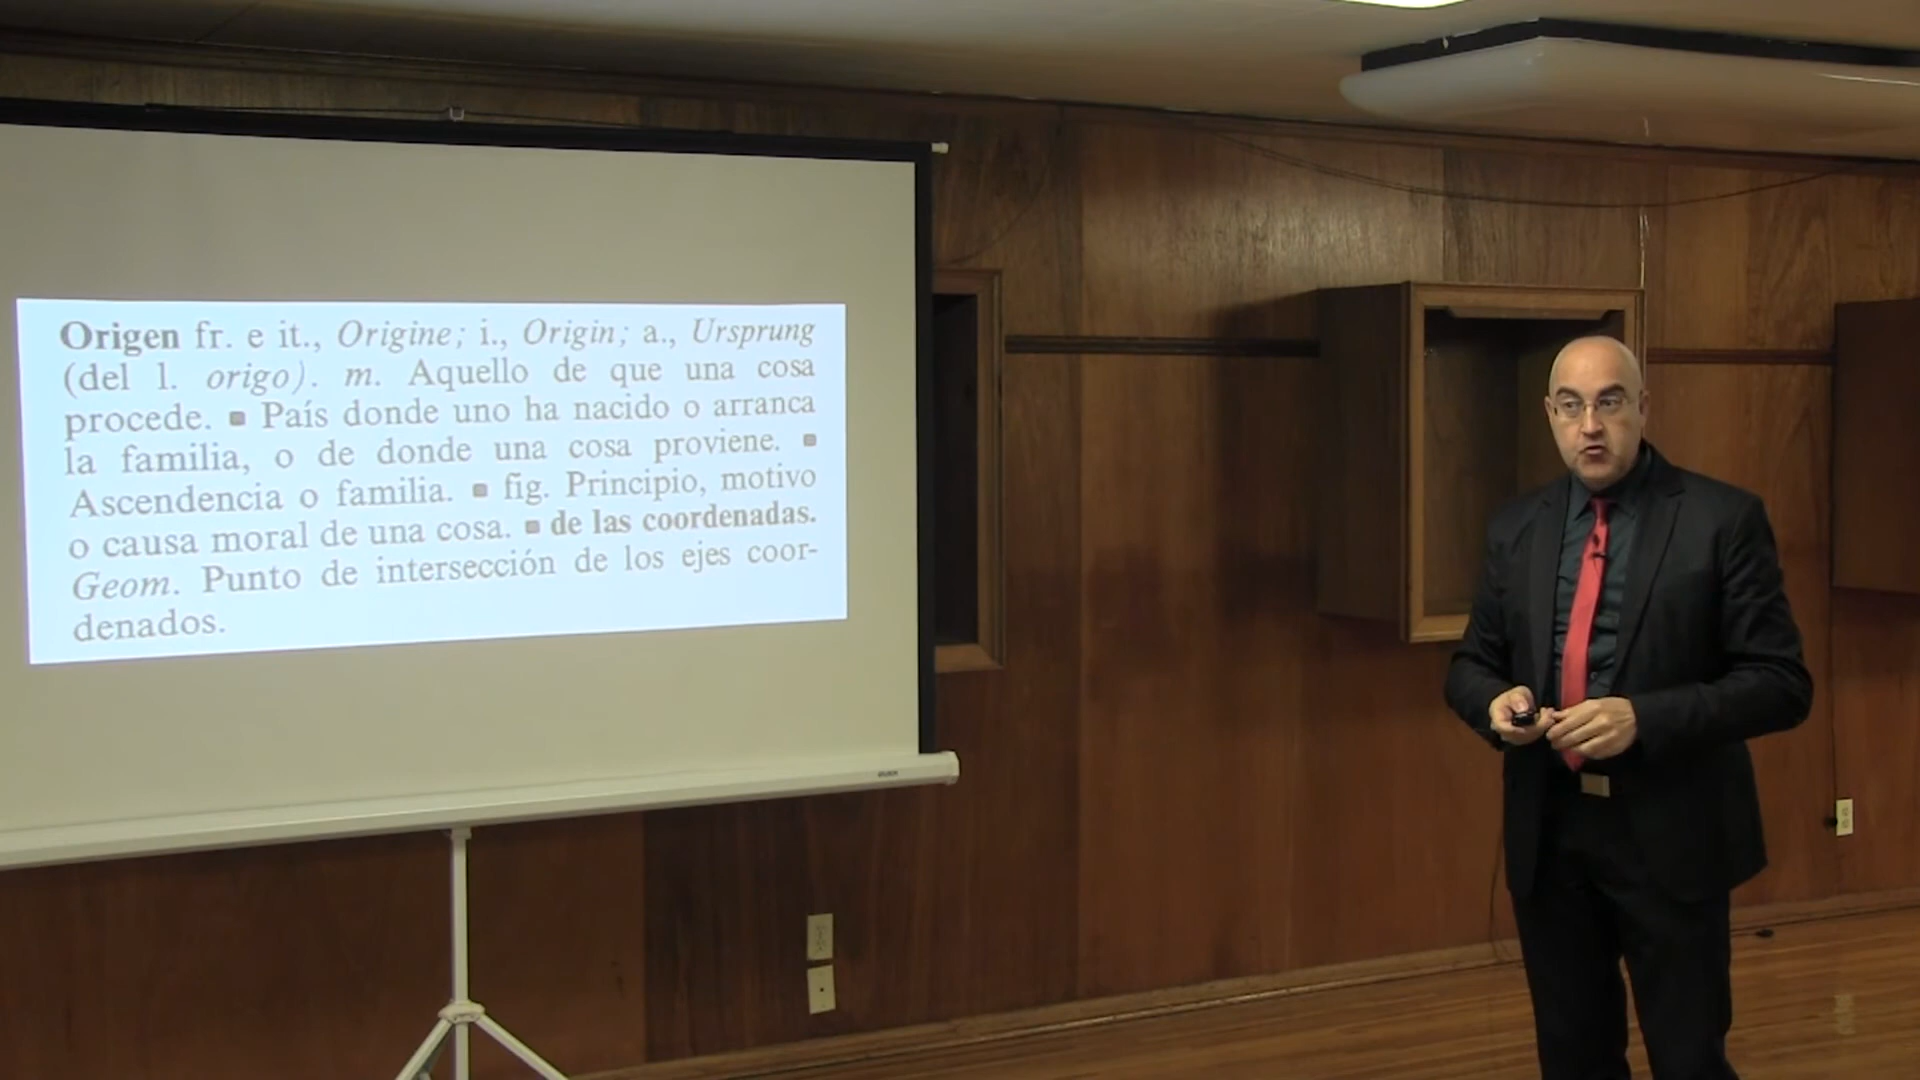 Origen fr. e it., Origine; i., Origin; a., Ursprung
(del l. origo). m. Aquello de que una cosa
procede. ■ País donde uno ha nacido o arranca
la familia, o de donde una cosa proviene. ■
Ascendencia o familia. ■ fig. Principio, motivo
o causa moral de una cosa. ■ de las coordenadas.
Geom. Punto de intersección de los ejes coor-
denados.